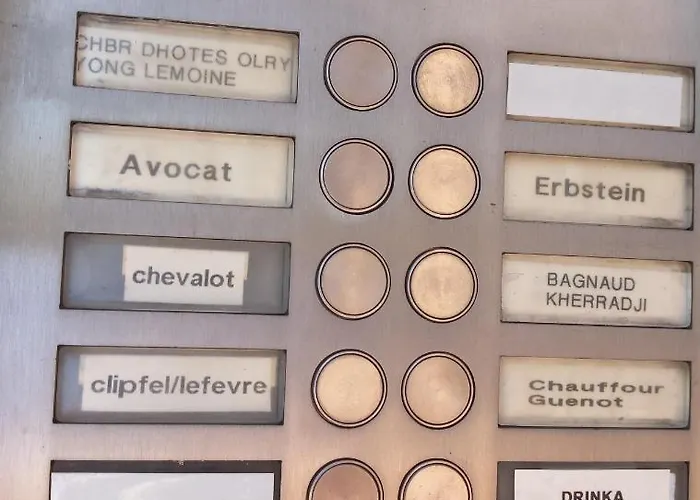 CHBR DHOTES OLRY
YONG LEMOINE
Avocat
Erbstein
chevalot
BAGNAUD
KHERRADJI
clipfel/lefevre
Chauffour
Guenot
DRINKA